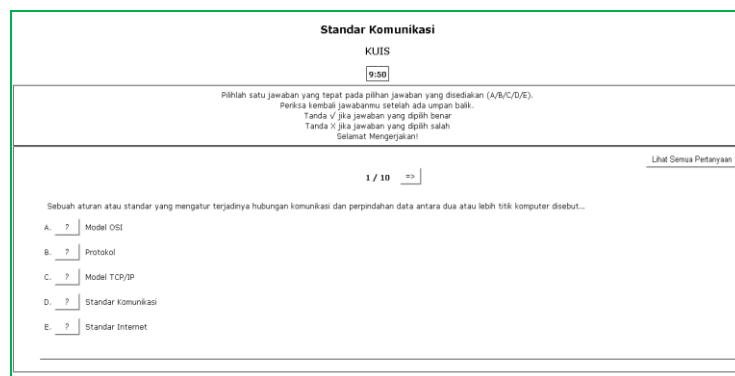 Standar Komunikasi
KUIS
9:50
Pilihlah satu jawaban yang tepat pada pilihan jawaban yang disediakan (A/B/C/D/E).
Periksa kembali jawabanmu setelah ada umpan balik.
Tanda √ jika jawaban yang dipilih benar
Tanda X jika jawaban yang dipilih salah
Selamat Mengerjakan!
Lihat Semua Pertanyaan
1 / 10 =>
Sebuah aturan atau standar yang mengatur terjadinya hubungan komunikasi dan perpindahan data antara dua atau lebih titik komputer disebut...
A. ? Model OSI
B. ? Protokol
C. ? Model TCP/IP
D. ? Standar Komunikasi
E. ? Standar Internet